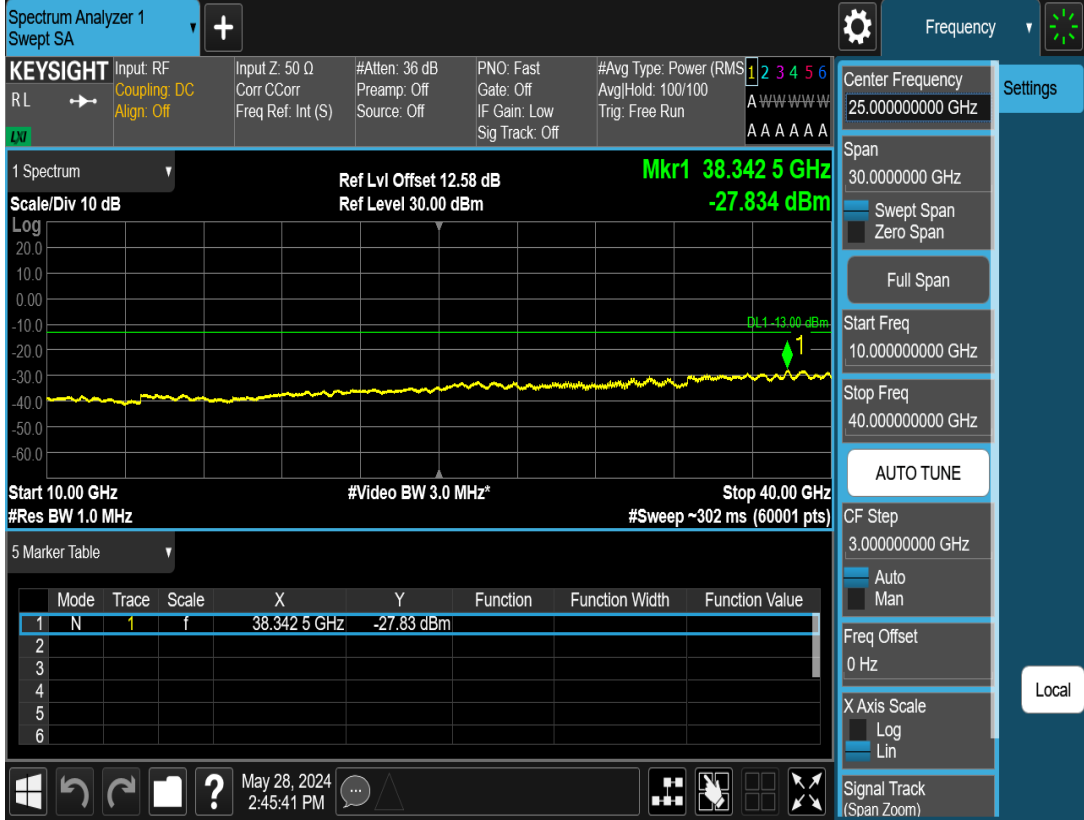 Spectrum Analyzer 1
Swept SA
+
Frequency
KEYSIGHT
RL
LXI
Input: RF
Coupling: DC
Align: Off
Input Z: 50 Ω
Corr CCorr
Freq Ref: Int (S)
#Atten: 36 dB
Preamp: Off
Source: Off
PNO: Fast
Gate: Off
IF Gain: Low
Sig Track: Off
#Avg Type: Power (RMS
Avg|Hold: 100/100
Trig: Free Run
1 2 3 4 5 6
A W W W W W
A A A A A A
1 Spectrum
Scale/Div 10 dB
Ref Lvl Offset 12.58 dB
Ref Level 30.00 dBm
Mkr1 38.342 5 GHz
-27.834 dBm
Log
20.0
10.0
0.00
-10.0
-20.0
-30.0
-40.0
-50.0
-60.0
DL1 -13.00 dBm
1
Start 10.00 GHz
#Res BW 1.0 MHz
#Video BW 3.0 MHz*
Stop 40.00 GHz
#Sweep ~302 ms (60001 pts)
5 Marker Table
Mode Trace Scale X Y Function Function Width Function Value
1 N 1 f 38.342 5 GHz -27.83 dBm
2
3
4
5
6
Center Frequency
25.000000000 GHz
Settings
Span
30.0000000 GHz
Swept Span
Zero Span
Full Span
Start Freq
10.000000000 GHz
Stop Freq
40.000000000 GHz
AUTO TUNE
CF Step
3.000000000 GHz
Auto
Man
Freq Offset
0 Hz
X Axis Scale
Log
Lin
Signal Track
(Span Zoom)
Local
?
May 28, 2024
2:45:41 PM